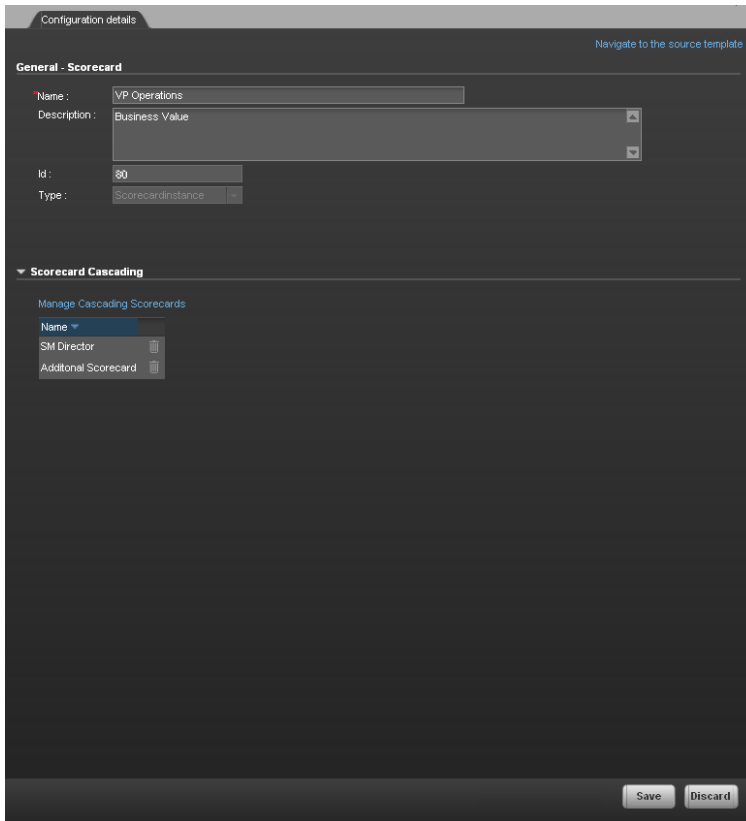 Configuration details
Navigate to the source template
General - Scorecard
*Name : VP Operations
Description : Business Value
Id : 80
Type : Scorecardinstance
Scorecard Cascading
Manage Cascading Scorecards
Name
SM Director
Additonal Scorecard
Save Discard